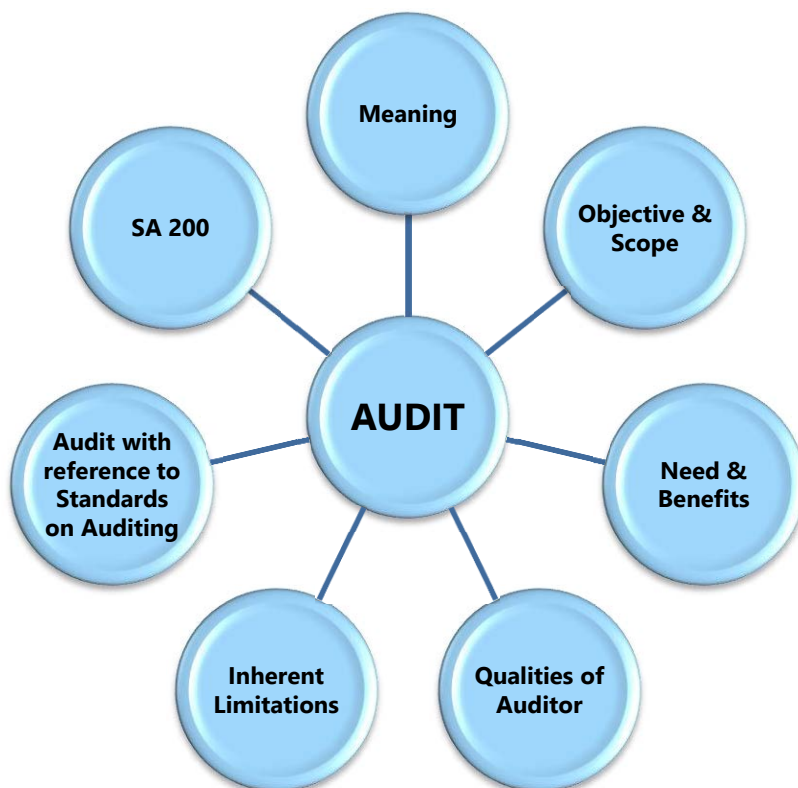 Meaning
SA 200
Objective &
Scope
AUDIT
Audit with
reference to
Standards
on Auditing
Need &
Benefits
Inherent
Limitations
Qualities of
Auditor